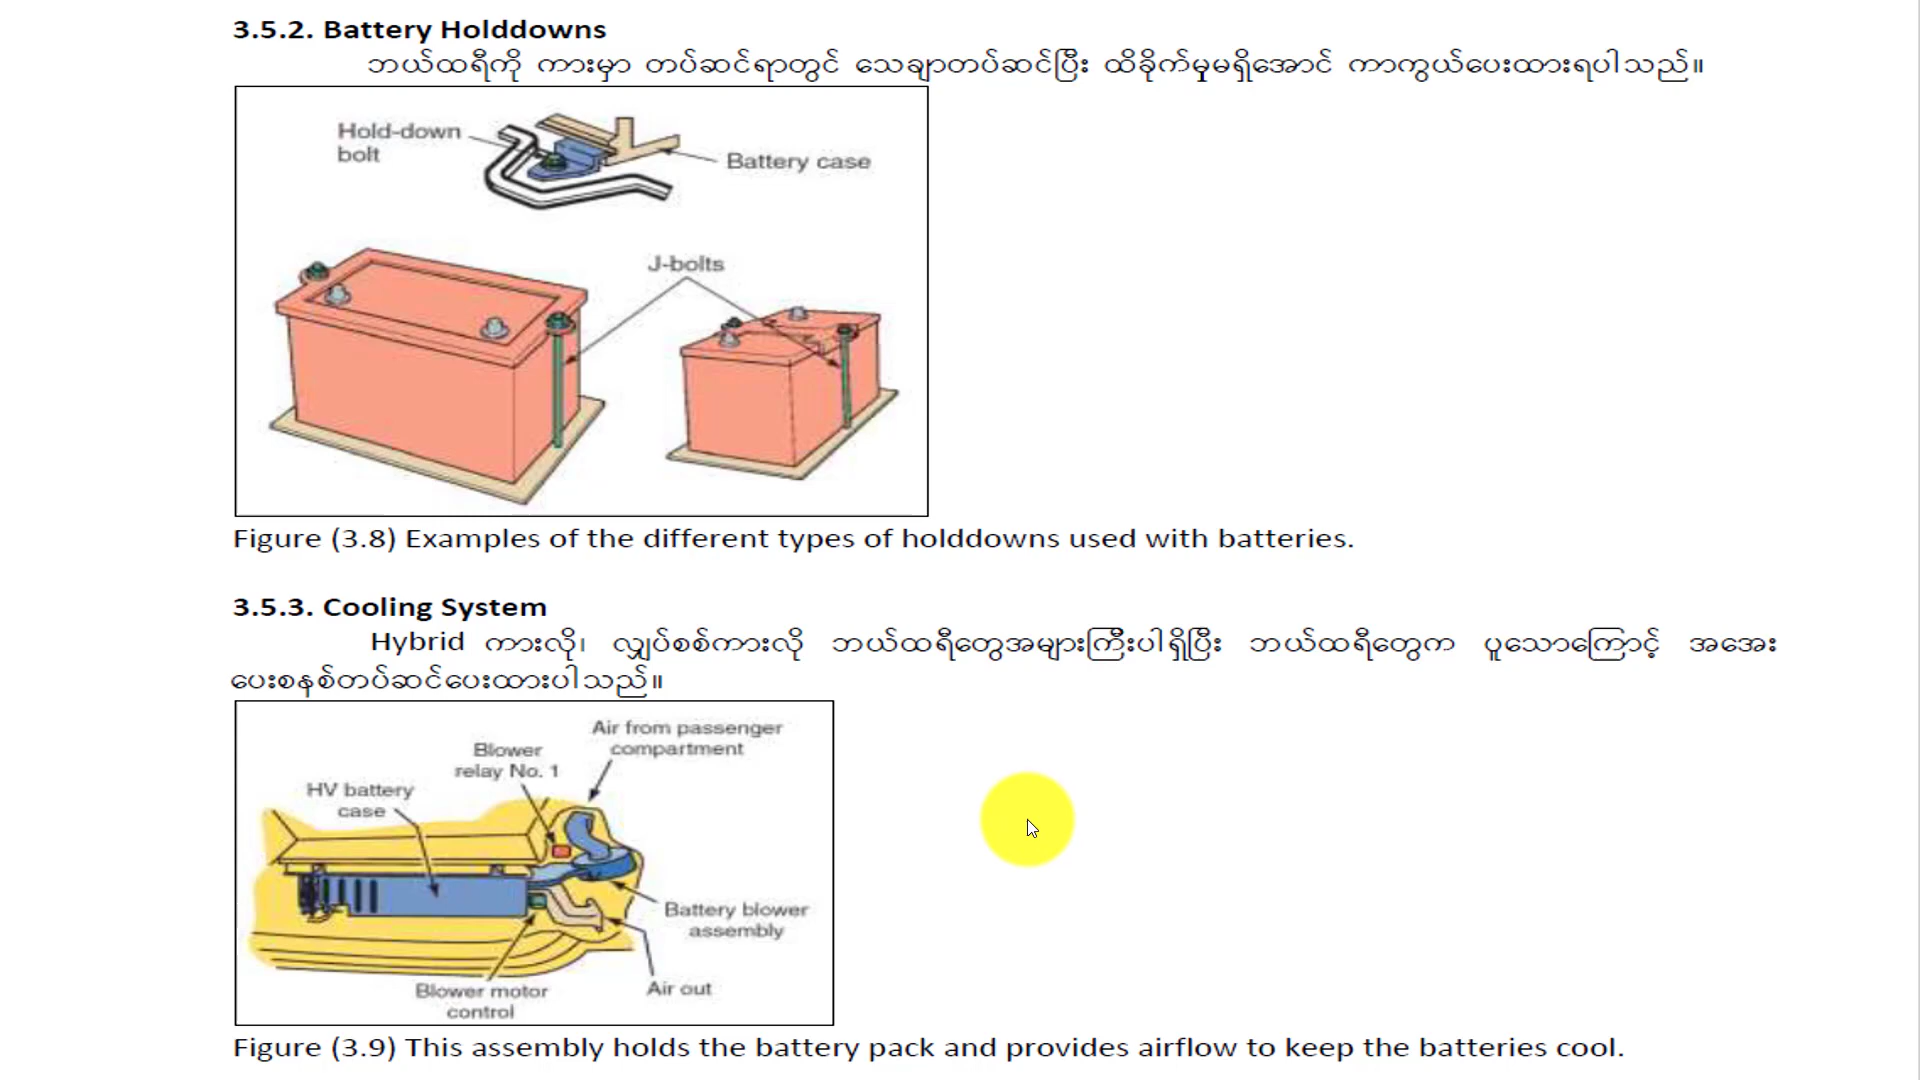 3.5.2. Battery Holddowns
ဘယ်ထရီကို ကားမှာ တပ်ဆင်ရာတွင် သေချာတပ်ဆင်ပြီး ထိခိုက်မှုမရှိအောင် ကာကွယ်ပေးထားရပါသည်။
Hold-down
bolt
Battery case
J-bolts
Figure (3.8) Examples of the different types of holddowns used with batteries.
3.5.3. Cooling System
Hybrid ကားလို၊ လျှပ်စစ်ကားလို ဘယ်ထရီတွေအများကြီးပါရှိပြီး ဘယ်ထရီတွေက ပူသောကြောင့် အအေး
ပေးစနစ်တပ်ဆင်ပေးထားပါသည်။
Air from passenger
compartment
Blower
relay No. 1
HV battery
case
Battery blower
assembly
Air out
Blower motor
control
Figure (3.9) This assembly holds the battery pack and provides airflow to keep the batteries cool.